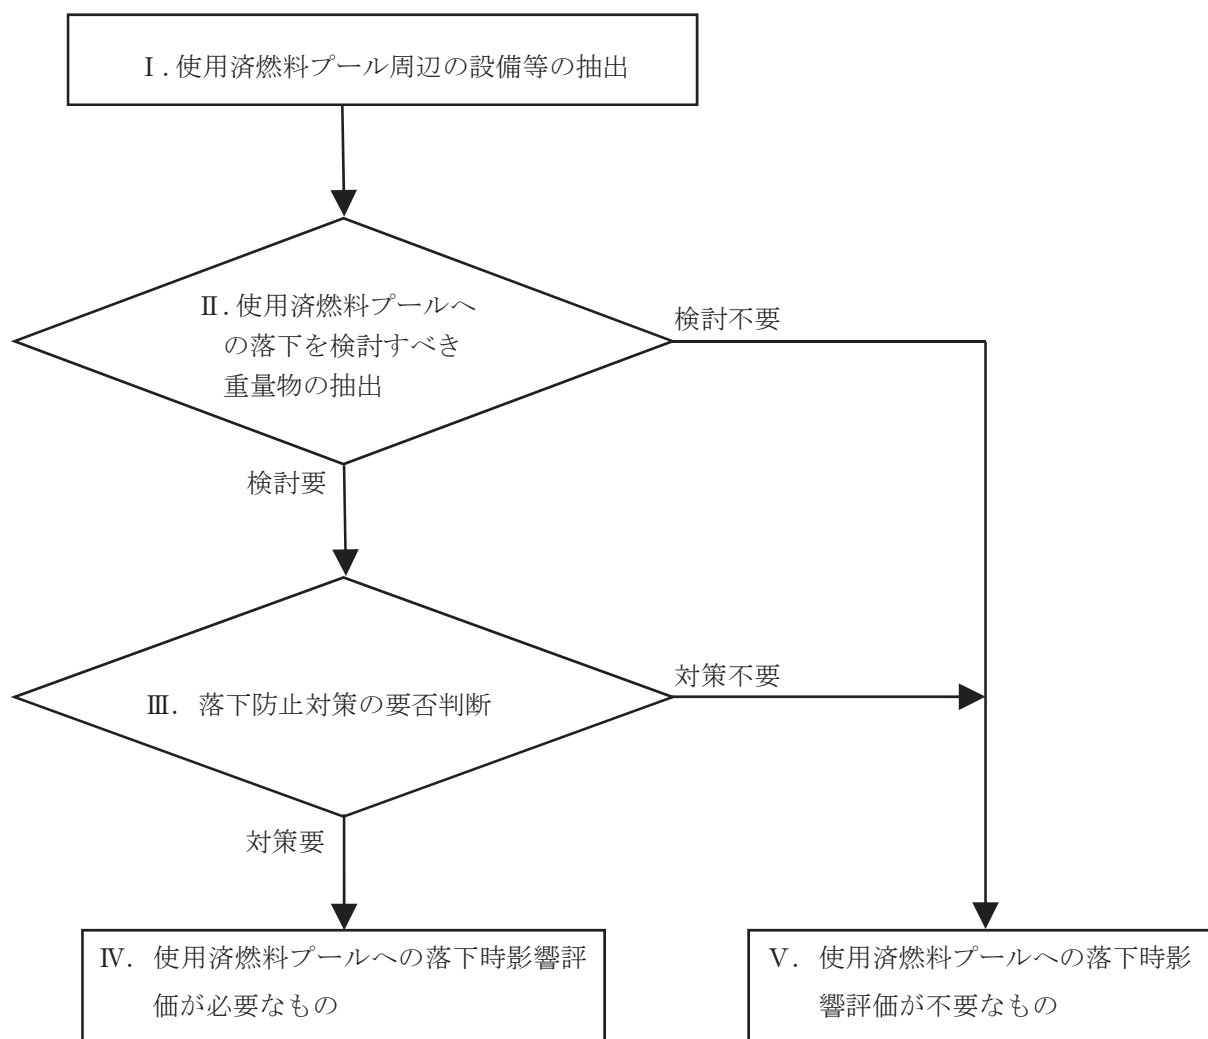 Ⅰ.使用済燃料プール周辺の設備等の抽出
Ⅱ.使用済燃料プールへ
の落下を検討すべき
重量物の抽出
検討不要
検討要
Ⅲ. 落下防止対策の要否判断
対策不要
対策要
Ⅳ. 使用済燃料プールへの落下時影響評
価が必要なもの
Ⅴ. 使用済燃料プールへの落下時影
響評価が不要なもの